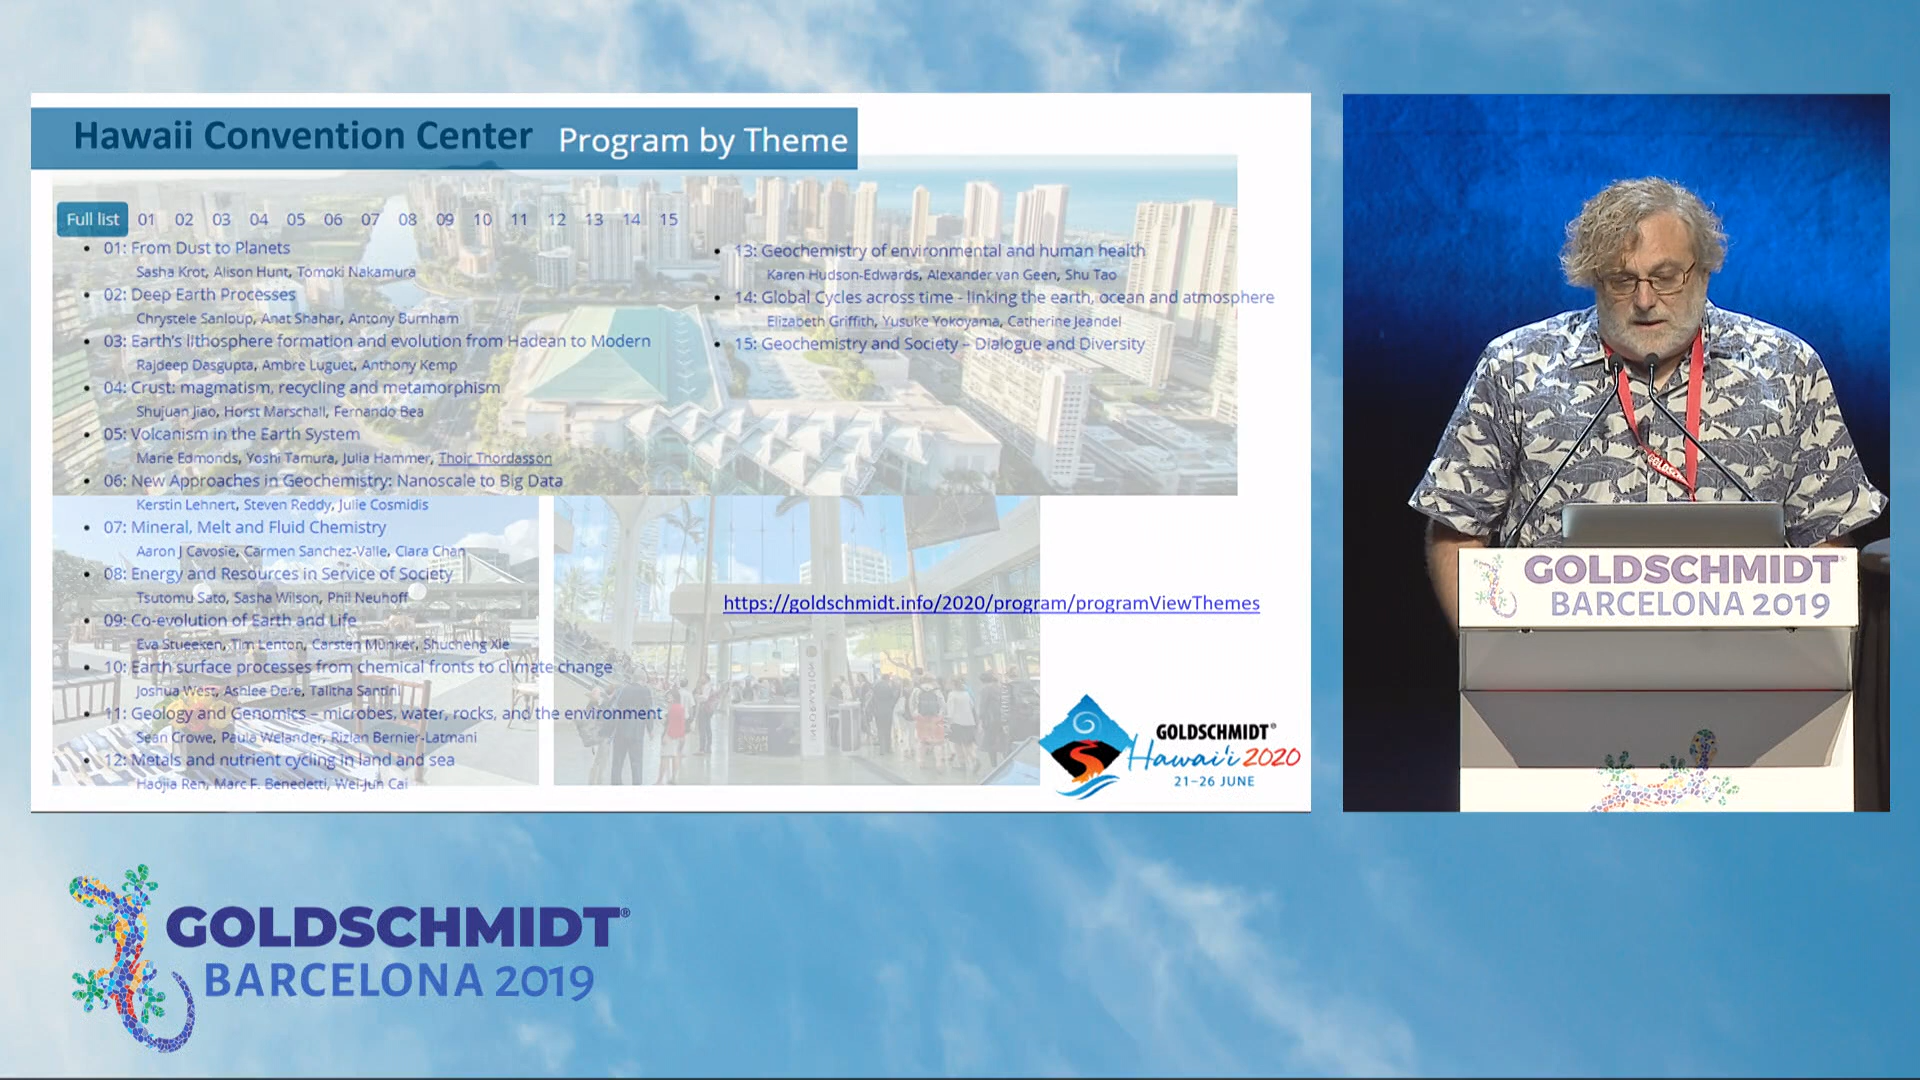 Hawaii Convention Center Program by Theme
Full list 01 02 03 04 05 06 07 08 09 10 11 12 13 14 15
01: From Dust to Planets
Sasha Krot, Alison Hunt, Tomoki Nakamura
02: Deep Earth Processes
Chrystele Sanloup, Anat Shahar, Antony Burnham
03: Earth's lithosphere formation and evolution from Hadean to Modern
Rajdeep Dasgupta, Ambre Luguet, Anthony Kemp
04: Crust: magmatism, recycling and metamorphism
Shujuan Jiao, Horst Marschall, Fernando Bea
05: Volcanism in the Earth System
Marie Edmonds, Yoshi Tamura, Julia Hammer, Thoir Thordasson
06: New Approaches in Geochemistry: Nanoscale to Big Data
Kerstin Lehnert, Steven Reddy, Julie Cosmidis
07: Mineral, Melt and Fluid Chemistry
Aaron J Cavosie, Carmen Sanchez-Valle, Clara Chan
08: Energy and Resources in Service of Society
Tsutomu Sato, Sasha Wilson, Phil Neuhoff
09: Co-evolution of Earth and Life
Eva Stueeken, Tim Lenton, Carsten Münker, Shucheng Xie
10: Earth surface processes from chemical fronts to climate change
Joshua West, Ashlee Dere, Talitha Santini
11: Geology and Genomics – microbes, water, rocks, and the environment
Sean Crowe, Paula Welander, Rizlan Bernier-Latmani
12: Metals and nutrient cycling in land and sea
Haojia Ren, Marc F. Benedetti, Wei-Jun Cai
13: Geochemistry of environmental and human health
Karen Hudson-Edwards, Alexander van Geen, Shu Tao
14: Global Cycles across time - linking the earth, ocean and atmosphere
Elizabeth Griffith, Yusuke Yokoyama, Catherine Jeandel
15: Geochemistry and Society – Dialogue and Diversity
https://goldschmidt.info/2020/program/programViewThemes
INFORMATION
GOLDSCHMIDT®
Hawai'i 2020
21–26 JUNE
GOLDSC
GOLDSCHMIDT®
BARCELONA 2019
GOLDSCHMIDT®
BARCELONA 2019